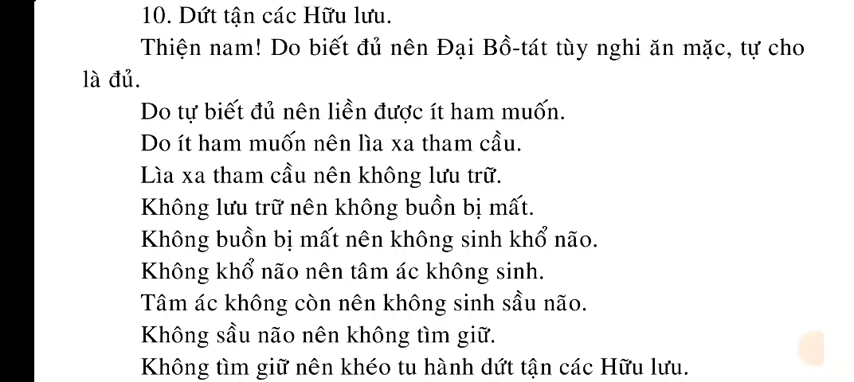 10. Dứt tận các Hữu lưu.
Thiện nam! Do biết đủ nên Đại Bồ-tát tùy nghi ăn mặc, tự cho
là đủ.
Do tự biết đủ nên liền được ít ham muốn.
Do ít ham muốn nên lìa xa tham cầu.
Lìa xa tham cầu nên không lưu trữ.
Không lưu trữ nên không buồn bị mất.
Không buồn bị mất nên không sinh khổ não.
Không khổ não nên tâm ác không sinh.
Tâm ác không còn nên không sinh sầu não.
Không sầu não nên không tìm giữ.
Không tìm giữ nên khéo tu hành dứt tận các Hữu lưu.